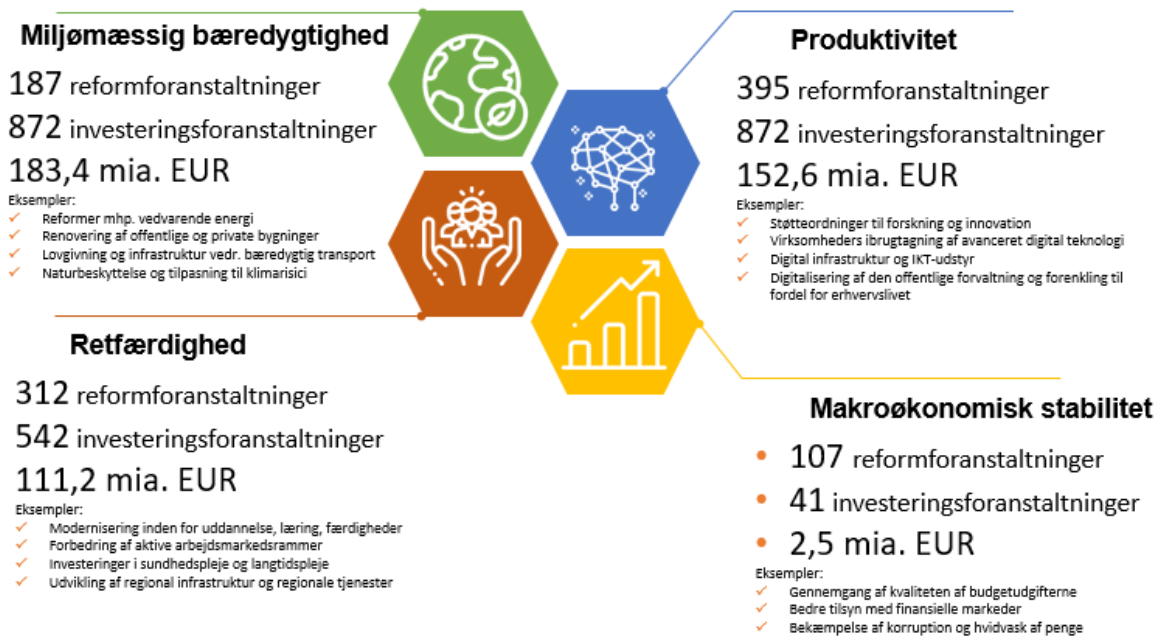 Miljømæssig bæredygtighed
187 reformforanstaltninger
872 investeringsforanstaltninger
183,4 mia. EUR
Eksempler:
✓ Reformer mhp. vedvarende energi
✓ Renovering af offentlige og private bygninger
✓ Lovgivning og infrastruktur vedr. bæredygtig transport
✓ Naturbeskyttelse og tilpasning til klimarisici
Produktivitet
395 reformforanstaltninger
872 investeringsforanstaltninger
152,6 mia. EUR
Eksempler:
✓ Støtteordninger til forskning og innovation
✓ Virksomheders ibrugtagning af avanceret digital teknologi
✓ Digital infrastruktur og IKT-udstyr
✓ Digitalisering af den offentlige forvaltning og forenkling til
fordel for erhvervslivet
Retfærdighed
312 reformforanstaltninger
542 investeringsforanstaltninger
111,2 mia. EUR
Eksempler:
✓ Modernisering inden for uddannelse, læring, færdigheder
✓ Forbedring af aktive arbejdsmarkedsrammer
✓ Investeringer i sundhedspleje og langtidspleje
✓ Udvikling af regional infrastruktur og regionale tjenester
Makroøkonomisk stabilitet
• 107 reformforanstaltninger
• 41 investeringsforanstaltninger
• 2,5 mia. EUR
Eksempler:
✓ Gennemgang af kvaliteten af budgetudgifterne
✓ Bedre tilsyn med finansielle markeder
✓ Bekæmpelse af korruption og hvidvask af penge